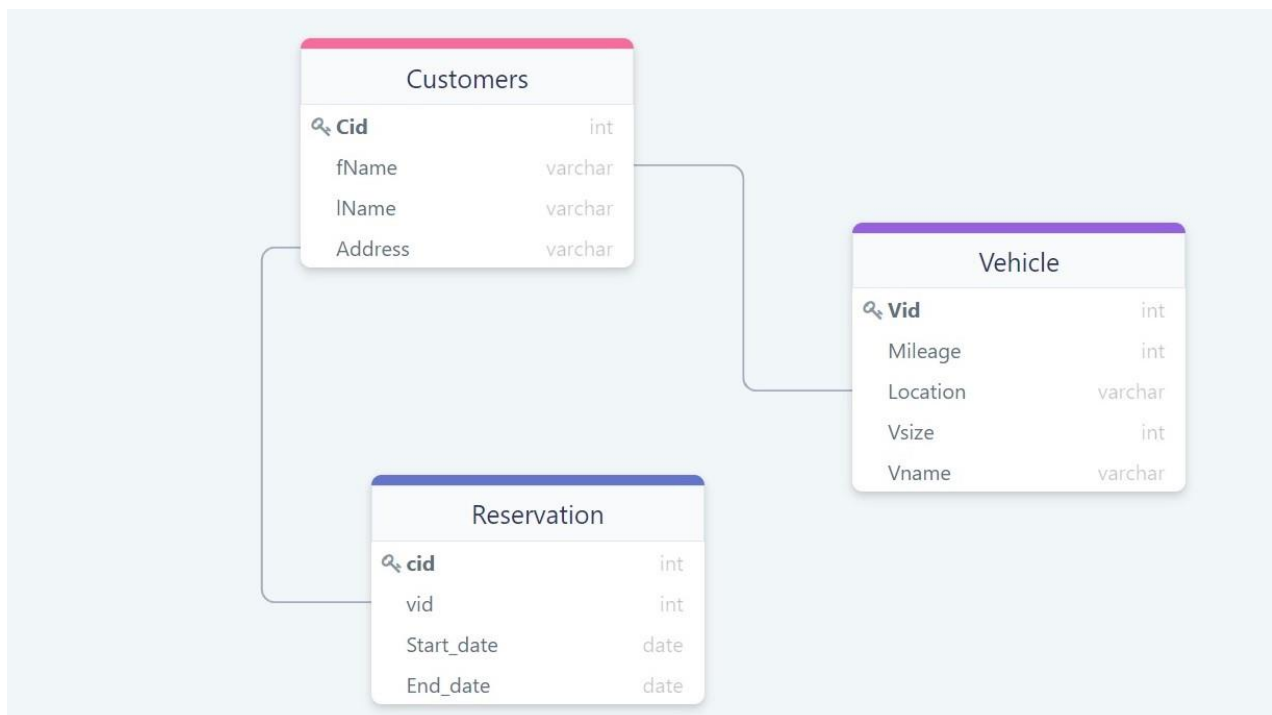 Customers
Cid int
fName varchar
lName varchar
Address varchar
Vehicle
Vid int
Mileage int
Location varchar
Vsize int
Vname varchar
Reservation
cid int
vid int
Start_date date
End_date date